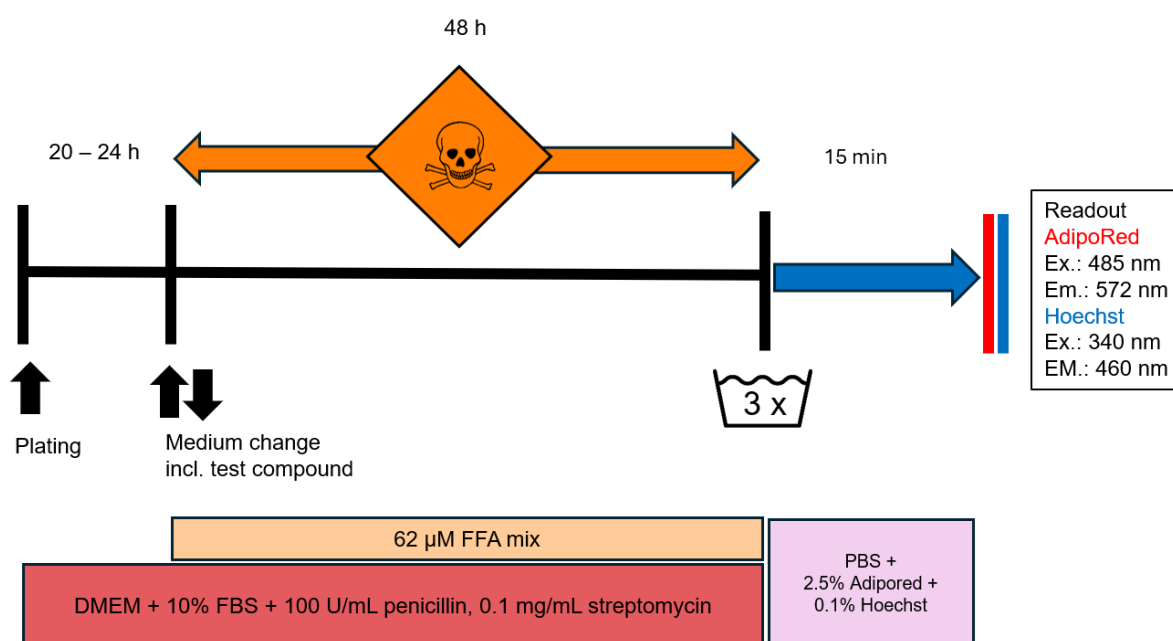 48 h
20 – 24 h
15 min
Readout
AdipoRed
Ex.: 485 nm
Em.: 572 nm
Hoechst
Ex.: 340 nm
EM.: 460 nm
3 x
Plating
Medium change
incl. test compound
62 µM FFA mix
DMEM + 10% FBS + 100 U/mL penicillin, 0.1 mg/mL streptomycin
PBS +
2.5% Adipored +
0.1% Hoechst